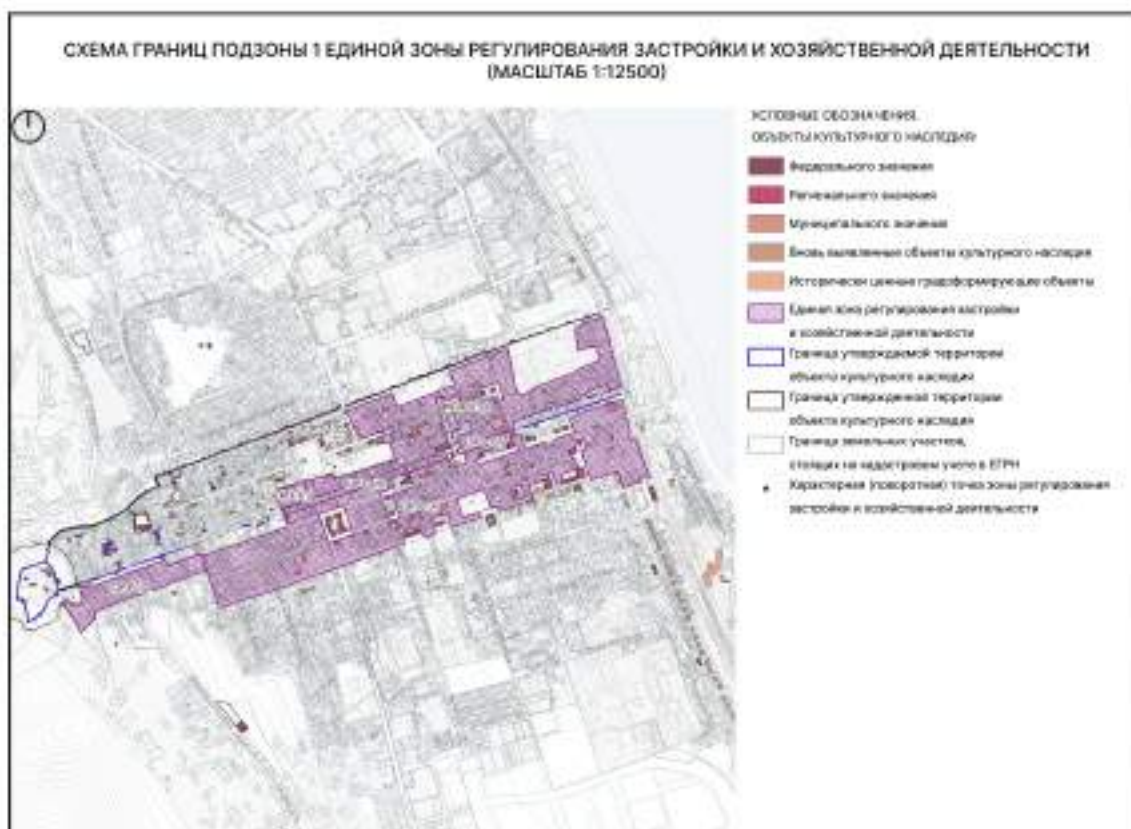 СХЕМА ГРАНИЦ ПОДЗОНЫ 1 ЕДИНОЙ ЗОНЫ РЕГУЛИРОВАНИЯ ЗАСТРОЙКИ И ХОЗЯЙСТВЕННОЙ ДЕЯТЕЛЬНОСТИ
(МАСШТАБ 1:12500)
УСЛОВНЫЕ ОБОЗНАЧЕНИЯ.
ОБЪЕКТЫ КУЛЬТУРНОГО НАСЛЕДИЯ:
Федерального значения
Регионального значения
Муниципального значения
Вновь выявленные объекты культурного наследия
Исторически ценные градоформирующие объекты
Единая зона регулирования застройки
и хозяйственной деятельности
Граница утверждаемой территории
объекта культурного наследия
Граница утвержденной территории
объекта культурного наследия
Граница земельных участков,
стоящих на кадастровом учете в ЕГРН
Характерная (поворотная) точка зоны регулирования
застройки и хозяйственной деятельности